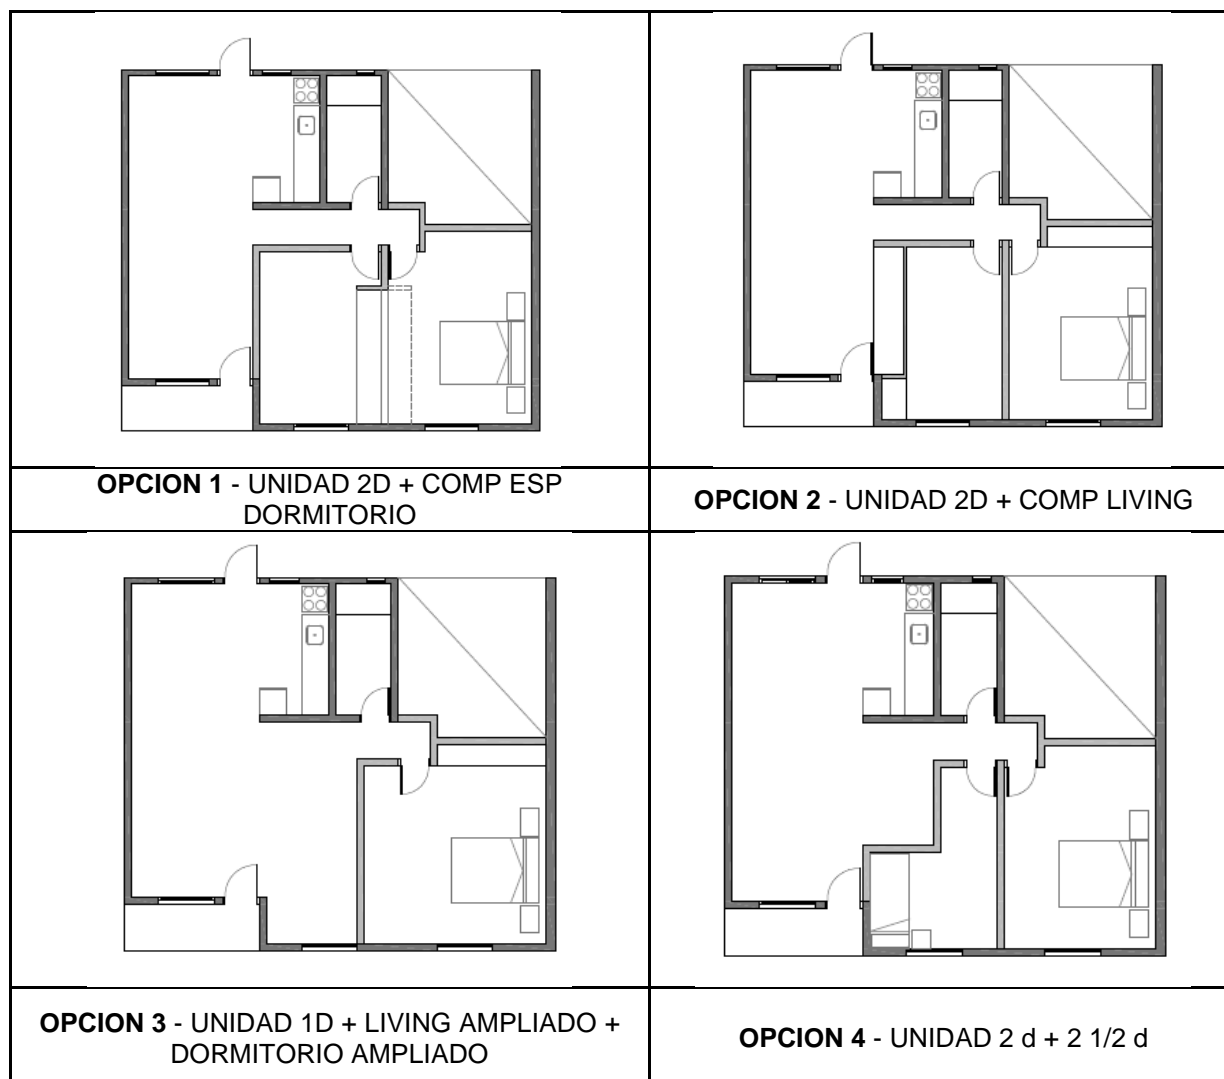 OPCION 1 - UNIDAD 2D + COMP ESP
DORMITORIO
OPCION 2 - UNIDAD 2D + COMP LIVING
OPCION 3 - UNIDAD 1D + LIVING AMPLIADO +
DORMITORIO AMPLIADO
OPCION 4 - UNIDAD 2 d + 2 1/2 d